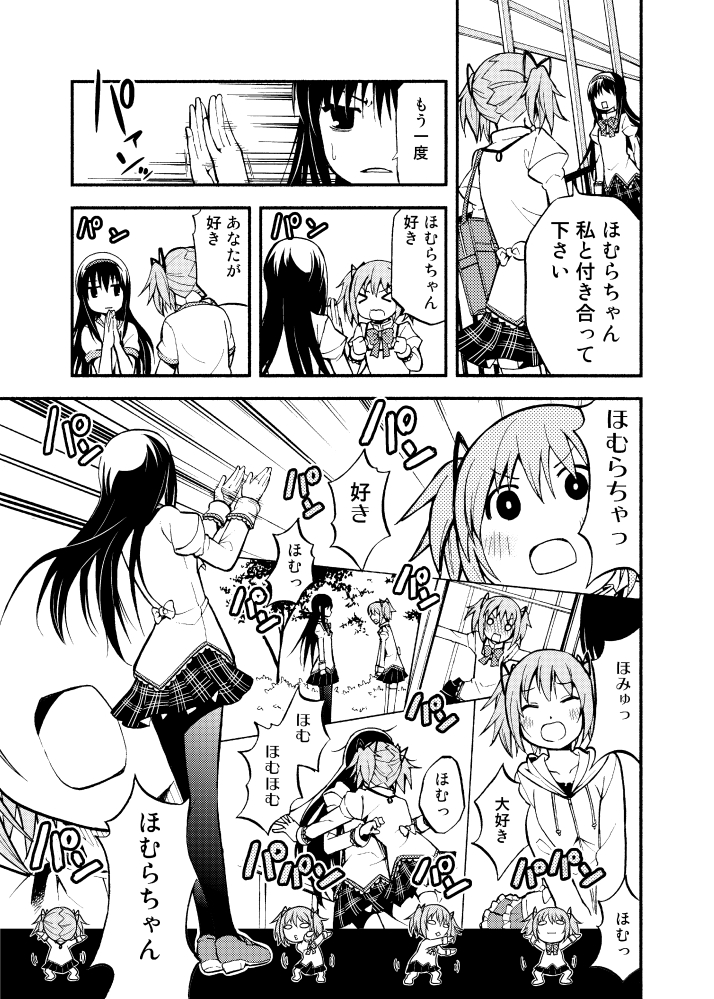 ほむらちゃん
私と付き合って
下さい
もう一度
パァンッ
ほむらちゃん
好き
パン
あなたが
好き
パン
ほむらちゃっ
パン
好き
パン
パン
パン
ほむっ
パン
パン
ほみゅっ
パン
大好き
パンパン
ほむっ
ほむっ
パン
ほむ
ほむほむ
パパパン
ほむらちゃん
パン